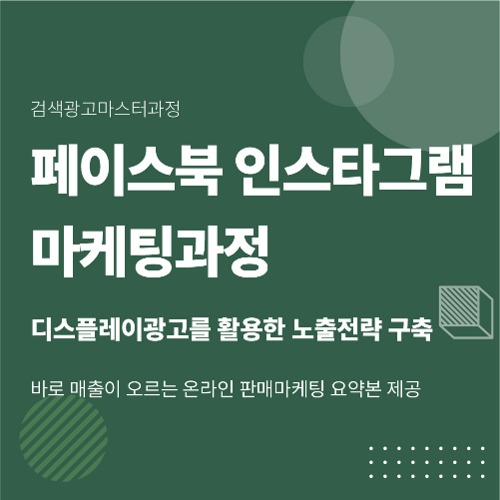 검색광고마스터과정
페이스북 인스타그램
마케팅과정
디스플레이광고를 활용한 노출전략 구축
바로 매출이 오르는 온라인 판매마케팅 요약본 제공